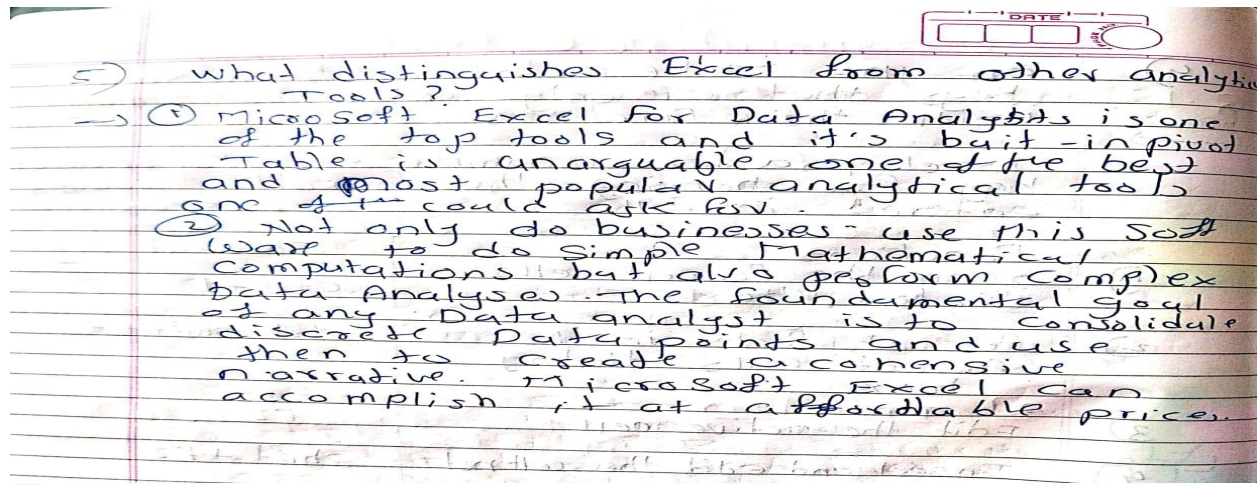 DATE
5) What distinguishes Excel from other analytic
Tools ?
→ ① Microsoft Excel for Data Analysts is one
of the top tools and it's buit-in pivot
Table is unarguable one of the best
and most popular analytical tools
one could ask for.
② Not only do businesses use this Soft
ware to do simple Mathematical
Computations but also perform complex
Data Analyses. The foundamental goal
of any Data analyst is to consolidate
discrete Data points and use
then to create a cohensive
narrative. Microsoft Excel can
accomplish it at affordable prices.